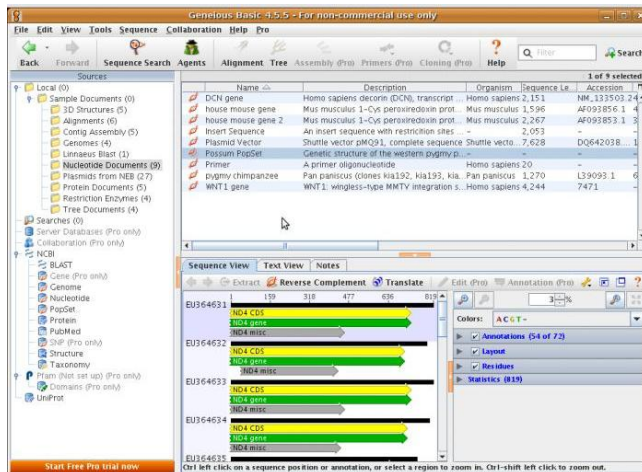 Geneious Basic 4.5.5 - For non-commercial use only
File Edit View Tools Sequence Collaboration Help Pro
Back Forward Sequence Search Agents Alignment Tree Assembly (Pro) Primers (Pro) Cloning (Pro) Help Filter Search
Sources
1 of 9 selected
Local (0)
Sample Documents (0)
3D Structures (5)
Alignments (6)
Contig Assembly (5)
Genomes (4)
Linnaeus Blast (1)
Nucleotide Documents (9)
Plasmids from NEB (27)
Protein Documents (5)
Restriction Enzymes (4)
Tree Documents (4)
Searches (0)
Server Databases (Pro only)
Collaboration (Pro only)
NCBI
BLAST
Gene (Pro only)
Genome
Nucleotide
PopSet
Protein
PubMed
SNP (Pro only)
Structure
Taxonomy
Pfam (Not set up) (Pro only)
Domains (Pro only)
UniProt
Start Free Pro trial now
Name Description Organism Sequence Le... Accession
DCN gene Homo sapiens decorin (DCN), transcript ... Homo sapiens 2,151 NM_133503.2 4
house mouse gene Mus musculus 1-Cys peroxiredoxin prot... Mus musculus 1,596 AF093856.1 4
house mouse gene 2 Mus musculus 1-Cys peroxiredoxin prot... Mus musculus 2,267 AF093853.1 3
Insert Sequence An insert sequence with restricition sites ... - 2,053 -
Plasmid Vector Shuttle vector pMQ91, complete sequence Shuttle vecto... 7,628 DQ642038...
Possum PopSet Genetic structure of the western pygmy p... - - -
Primer A primer oligonucleotide Homo sapiens 20 -
pygmy chimpanzee Pan paniscus (clones kia192, kia193, kia... Pan paniscus 1,270 L39093.1 6
WNT1 gene WNT1: wingless-type MMTV integration s... Homo sapiens 4,244 7471
Sequence View Text View Notes
Extract Reverse Complement Translate Edit (Pro) Annotation (Pro)
1 159 318 477 638 819
EU364631
ND4 CDS
ND4 gene
ND4 misc
EU364632
ND4 CDS
ND4 gene
ND4 misc
EU364633
ND4 CDS
ND4 gene
ND4 misc
EU364634
ND4 CDS
ND4 gene
ND4 misc
EU364635
3 %
Colors: A C G T -
Annotations (54 of 72)
Layout
Residues
Statistics (819)
Ctrl left click on a sequence position or annotation, or select a region to zoom in. Ctrl-shift left click to zoom out.